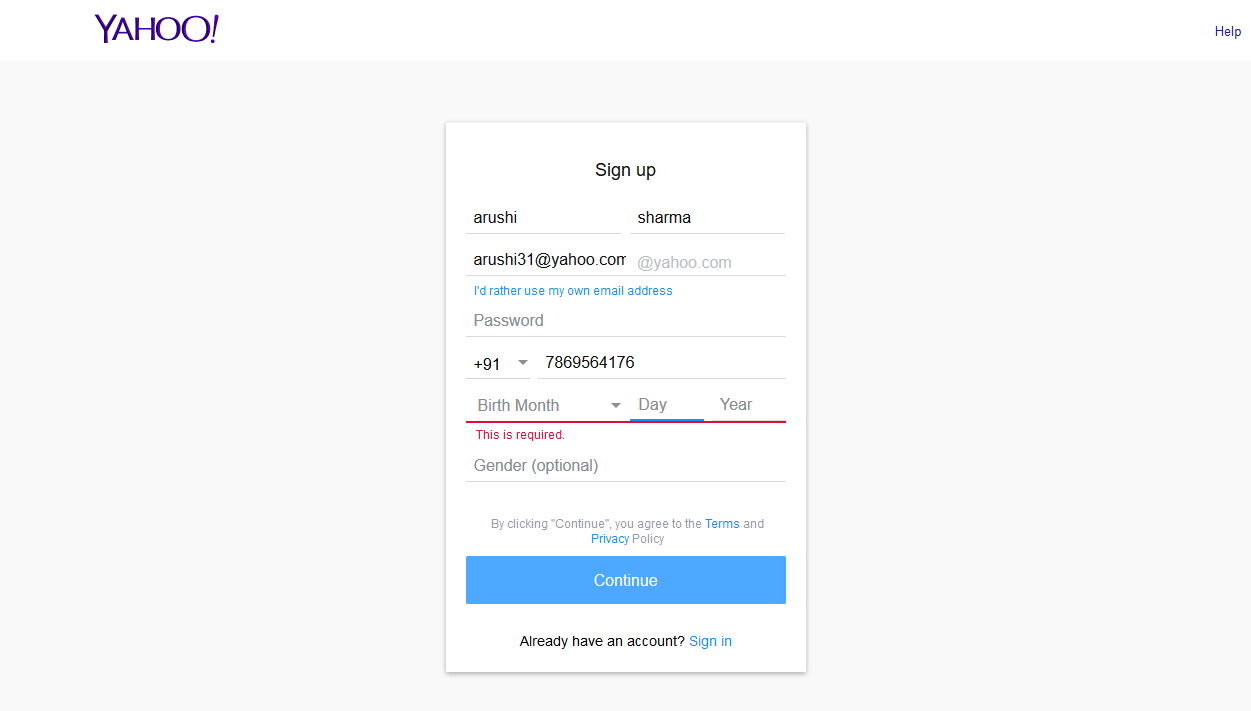 YAHOO!
Help
Sign up
arushi sharma
arushi31@yahoo.com @yahoo.com
I'd rather use my own email address
Password
+91 7869564176
Birth Month Day Year
This is required.
Gender (optional)
By clicking "Continue", you agree to the Terms and
Privacy Policy
Continue
Already have an account? Sign in